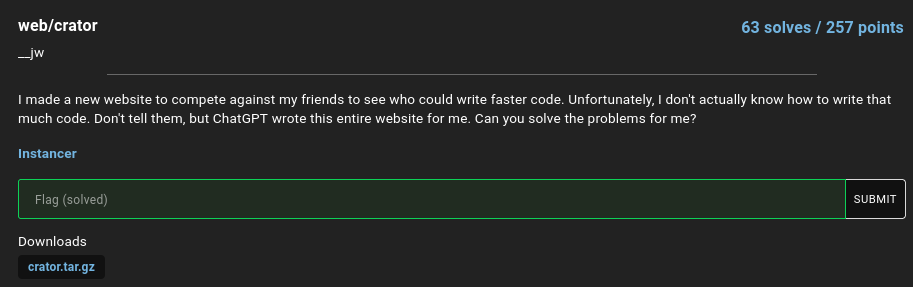 web/crator
63 solves / 257 points
__jw
I made a new website to compete against my friends to see who could write faster code. Unfortunately, I don't actually know how to write that
much code. Don't tell them, but ChatGPT wrote this entire website for me. Can you solve the problems for me?
Instancer
Flag (solved)
SUBMIT
Downloads
crator.tar.gz